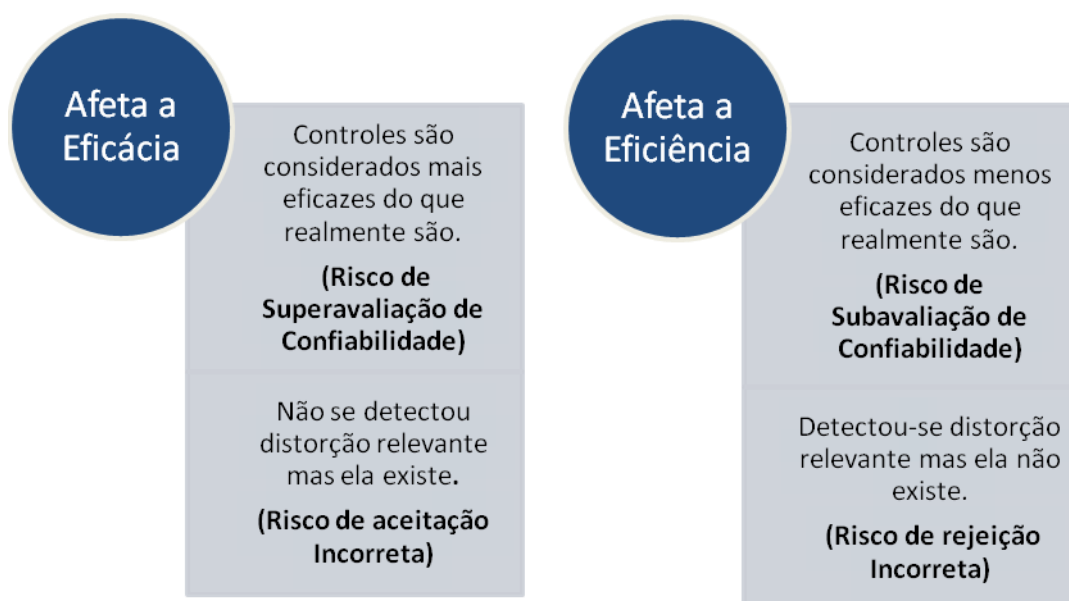 Afeta a
Eficácia
Controles são
considerados mais
eficazes do que
realmente são.
(Risco de
Superavaliação de
Confiabilidade)
Não se detectou
distorção relevante
mas ela existe.
(Risco de aceitação
Incorreta)
Afeta a
Eficiência
Controles são
considerados menos
eficazes do que
realmente são.
(Risco de
Subavaliação de
Confiabilidade)
Detectou-se distorção
relevante mas ela não
existe.
(Risco de rejeição
Incorreta)